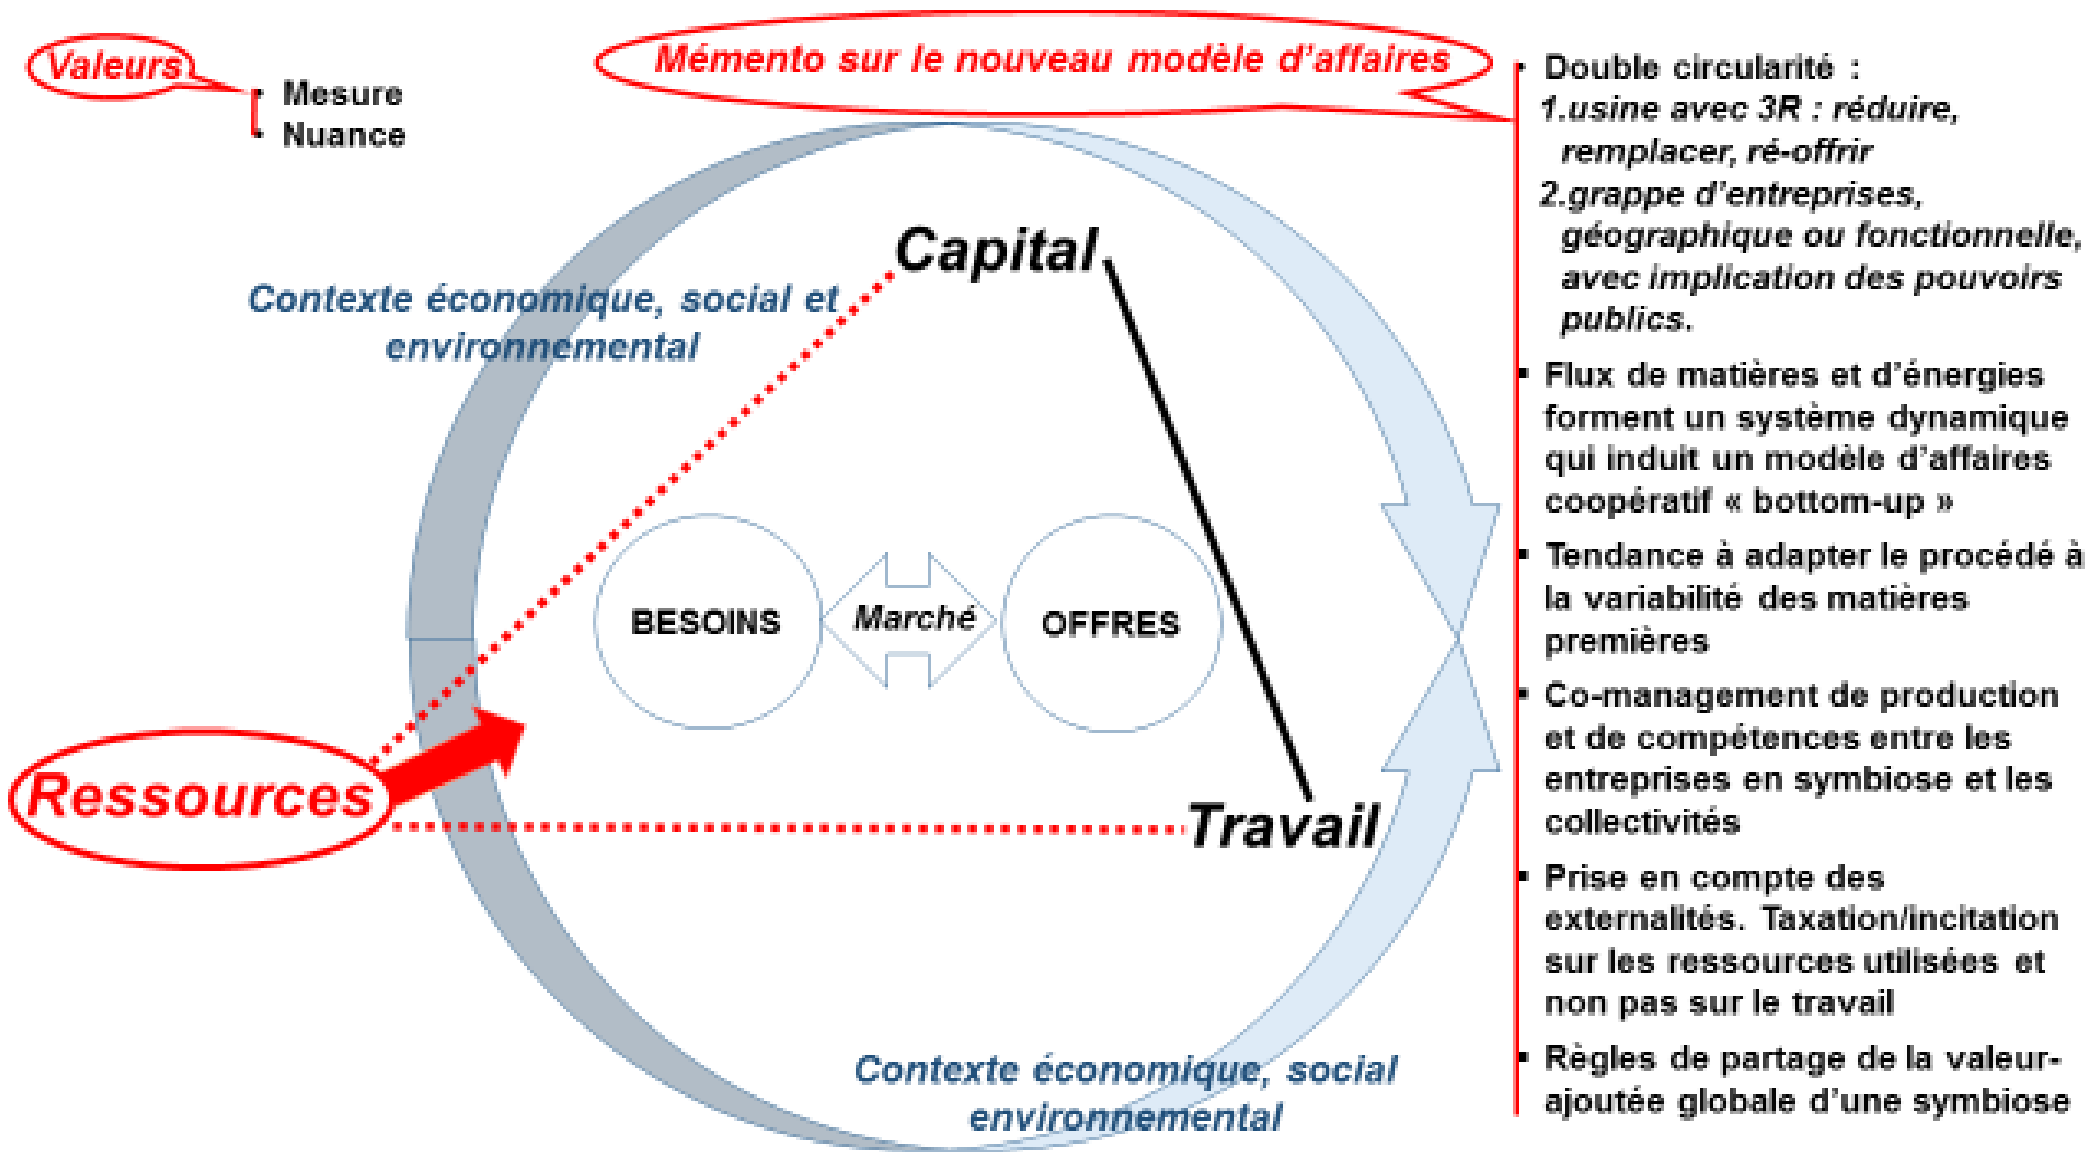 Valeurs
▪ Mesure
▪ Nuance
Mémento sur le nouveau modèle d'affaires
Contexte économique, social et
environnemental
Capital
BESOINS
Marché
OFFRES
Ressources
Travail
Contexte économique, social
environnemental
▪ Double circularité :
1.usine avec 3R : réduire,
remplacer, ré-offrir
2.grappe d'entreprises,
géographique ou fonctionnelle,
avec implication des pouvoirs
publics.
▪ Flux de matières et d'énergies
forment un système dynamique
qui induit un modèle d'affaires
coopératif « bottom-up »
▪ Tendance à adapter le procédé à
la variabilité des matières
premières
▪ Co-management de production
et de compétences entre les
entreprises en symbiose et les
collectivités
▪ Prise en compte des
externalités. Taxation/incitation
sur les ressources utilisées et
non pas sur le travail
▪ Règles de partage de la valeur-
ajoutée globale d'une symbiose